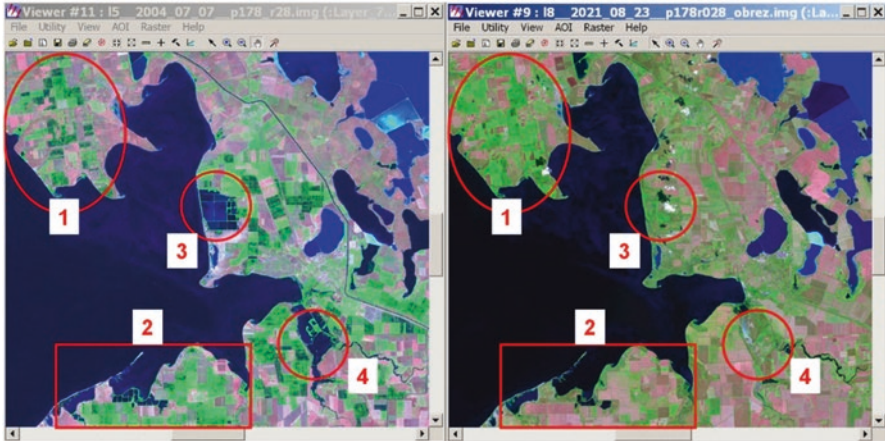 Viewer #11 : l5 2004_07_07 p178_r28.img (:Layer_2...
File Utility View AOI Raster Help
1
3
2
4
Viewer #9 : l8 2021_08_23 p178r028_obrez.img (:La...
File Utility View AOI Raster Help
1
3
2
4